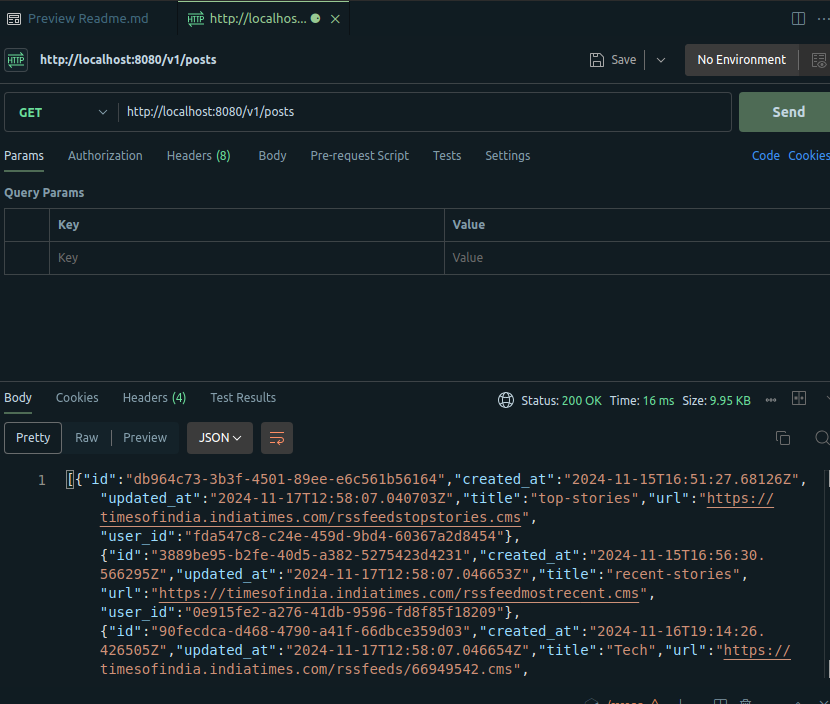 Preview Readme.md
HTTP http://localhos...
HTTP http://localhost:8080/v1/posts Save No Environment
GET http://localhost:8080/v1/posts Send
Params Authorization Headers (8) Body Pre-request Script Tests Settings Code Cookies
Query Params
Key Value
Key Value
Body Cookies Headers (4) Test Results Status: 200 OK Time: 16 ms Size: 9.95 KB
Pretty Raw Preview JSON
1 [{"id":"db964c73-3b3f-4501-89ee-e6c561b56164","created_at":"2024-11-15T16:51:27.68126Z",
"updated_at":"2024-11-17T12:58:07.040703Z","title":"top-stories","url":"https://
timesofindia.indiatimes.com/rssfeedstopstories.cms",
"user_id":"fda547c8-c24e-459d-9bd4-60367a2d8454"},
{"id":"3889be95-b2fe-40d5-a382-5275423d4231","created_at":"2024-11-15T16:56:30.
566295Z","updated_at":"2024-11-17T12:58:07.046653Z","title":"recent-stories",
"url":"https://timesofindia.indiatimes.com/rssfeedmostrecent.cms",
"user_id":"0e915fe2-a276-41db-9596-fd8f85f18209"},
{"id":"90fecdca-d468-4790-a41f-66dbce359d03","created_at":"2024-11-16T19:14:26.
426505Z","updated_at":"2024-11-17T12:58:07.046654Z","title":"Tech","url":"https://
timesofindia.indiatimes.com/rssfeeds/66949542.cms",